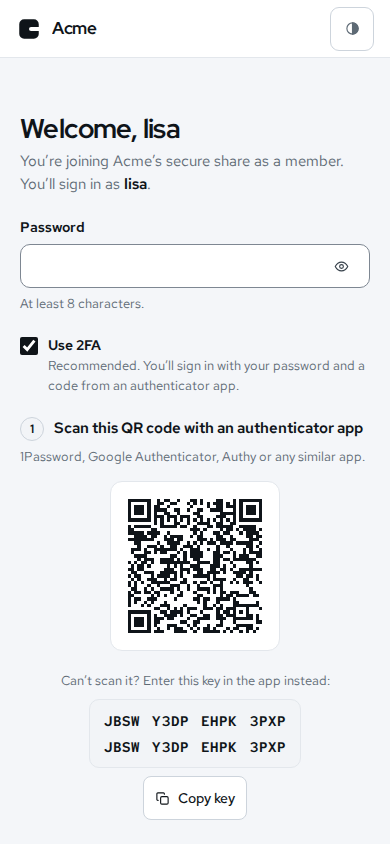 Acme
Welcome, lisa
You’re joining Acme’s secure share as a member.
You’ll sign in as lisa.
Password
At least 8 characters.
Use 2FA
Recommended. You’ll sign in with your password and a
code from an authenticator app.
1 Scan this QR code with an authenticator app
1Password, Google Authenticator, Authy or any similar app.
Can’t scan it? Enter this key in the app instead:
JBSW Y3DP EHPK 3PXP
JBSW Y3DP EHPK 3PXP
Copy key